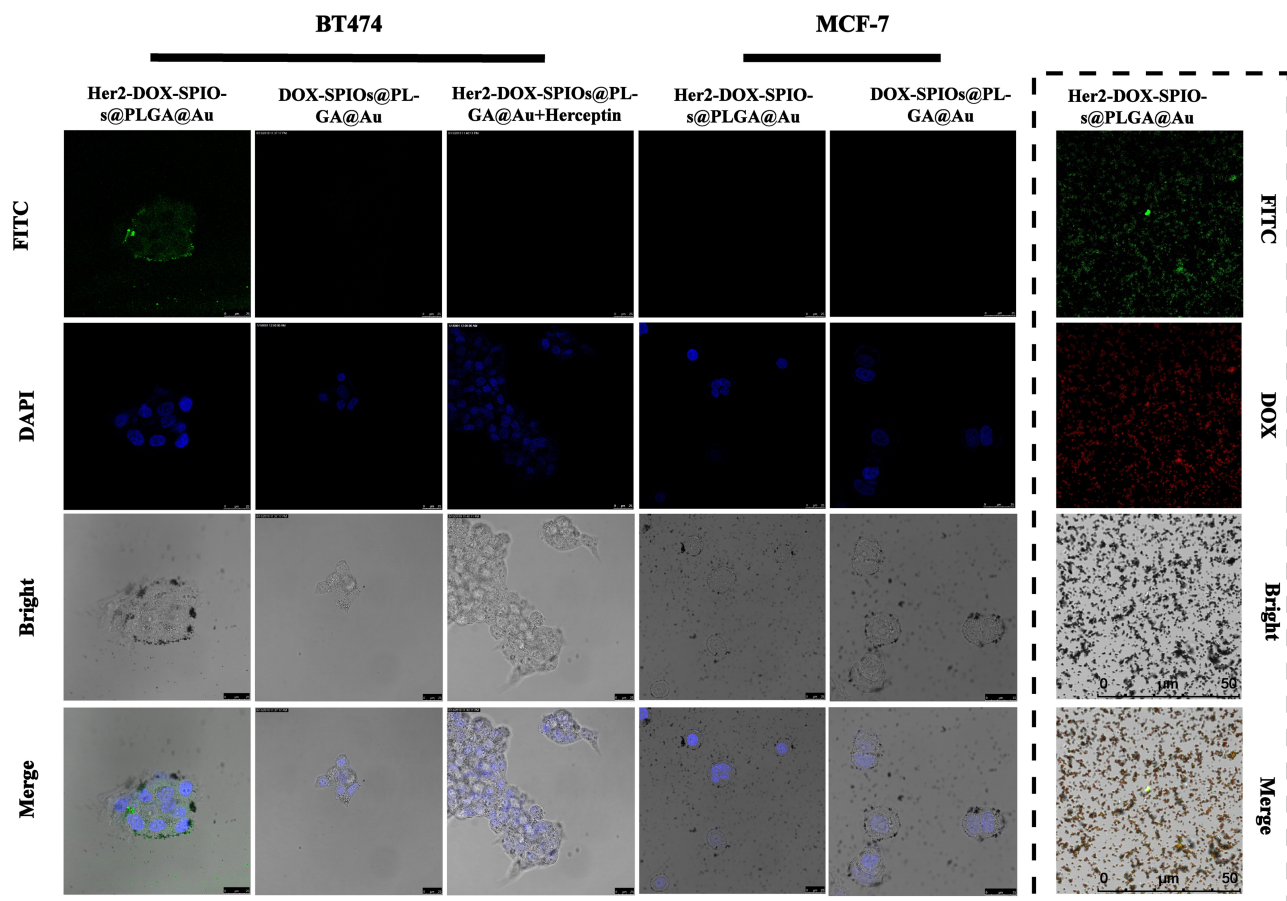 BT474
MCF-7
Her2-DOX-SPIO-
s@PLGA@Au
DOX-SPIOs@PL-
GA@Au
Her2-DOX-SPIOs@PL-
GA@Au+Herceptin
Her2-DOX-SPIO-
s@PLGA@Au
DOX-SPIOs@PL-
GA@Au
Her2-DOX-SPIO-
s@PLGA@Au
FITC
FITC
DAPI
DOX
Bright
Bright
0 μm 50
Merge
Merge
0 μm 50